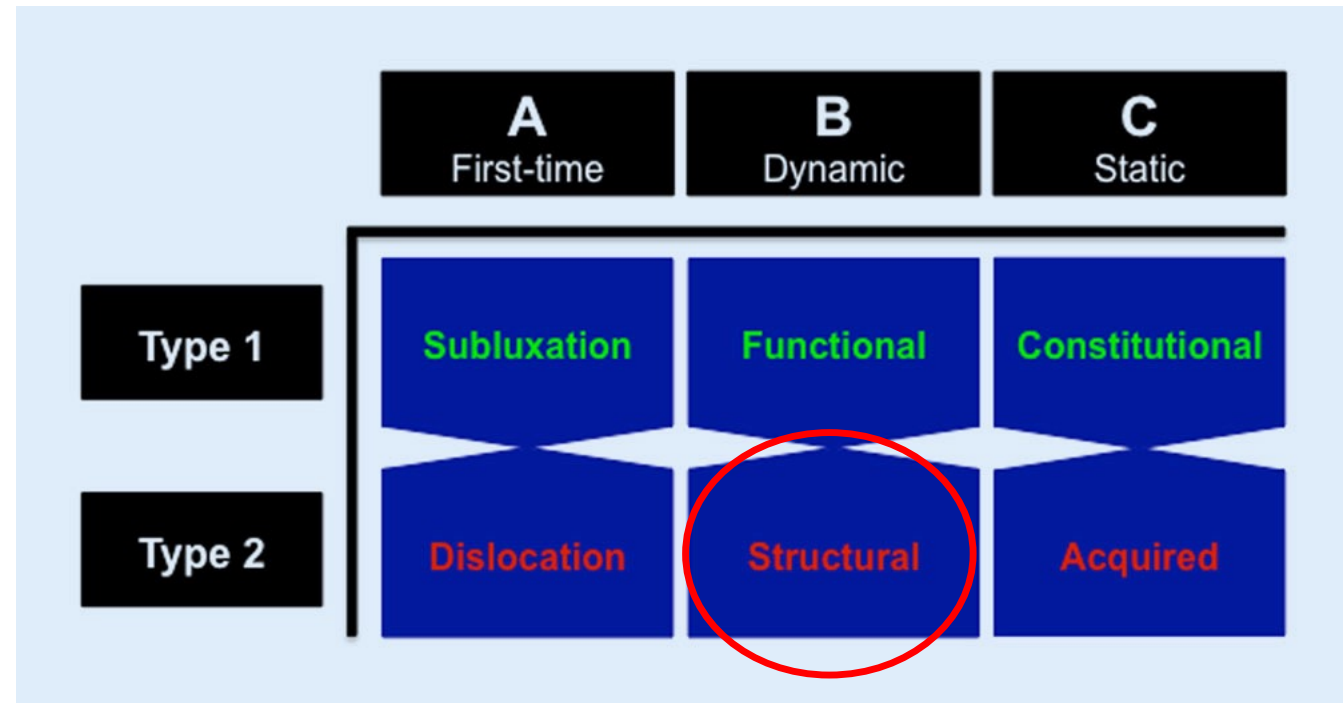 A
First-time
B
Dynamic
C
Static
Type 1
Subluxation
Functional
Constitutional
Type 2
Dislocation
Structural
Acquired